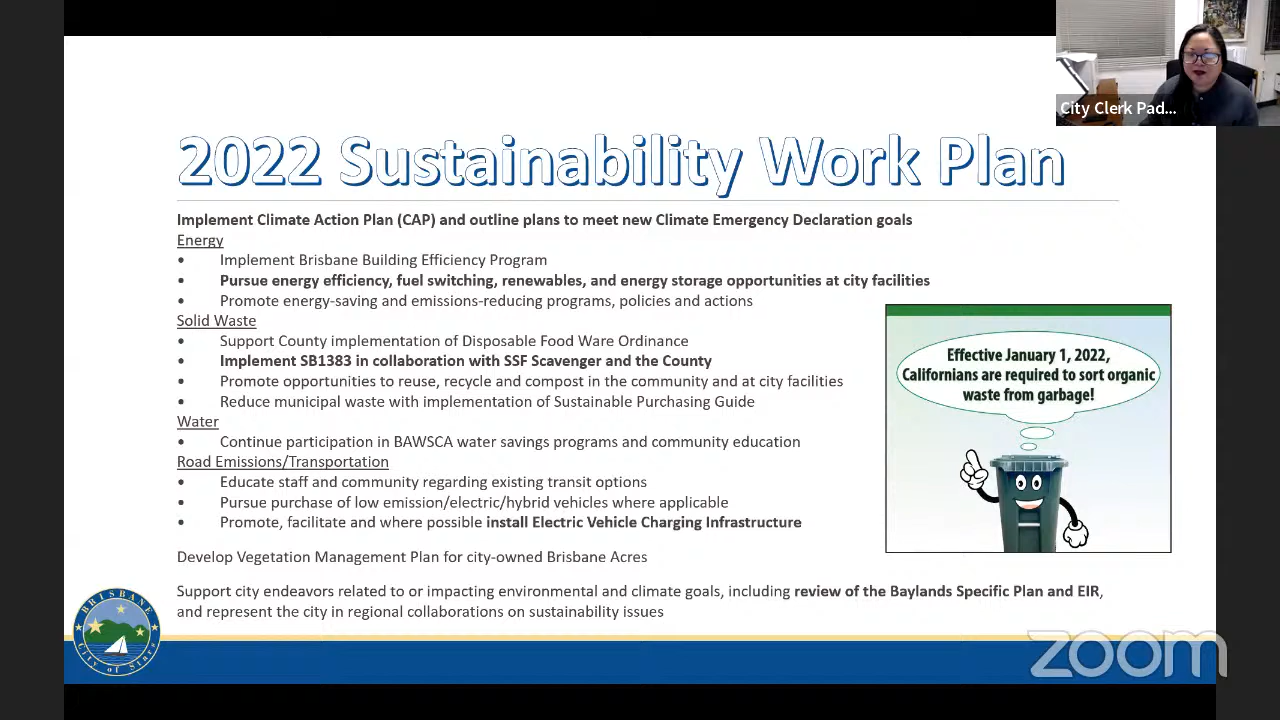 City Clerk Pad...
2022 Sustainability Work Plan
Implement Climate Action Plan (CAP) and outline plans to meet new Climate Emergency Declaration goals
Energy
• Implement Brisbane Building Efficiency Program
• Pursue energy efficiency, fuel switching, renewables, and energy storage opportunities at city facilities
• Promote energy-saving and emissions-reducing programs, policies and actions
Solid Waste
• Support County implementation of Disposable Food Ware Ordinance
• Implement SB1383 in collaboration with SSF Scavenger and the County
• Promote opportunities to reuse, recycle and compost in the community and at city facilities
• Reduce municipal waste with implementation of Sustainable Purchasing Guide
Water
• Continue participation in BAWSCA water savings programs and community education
Road Emissions/Transportation
• Educate staff and community regarding existing transit options
• Pursue purchase of low emission/electric/hybrid vehicles where applicable
• Promote, facilitate and where possible install Electric Vehicle Charging Infrastructure
Develop Vegetation Management Plan for city-owned Brisbane Acres
Support city endeavors related to or impacting environmental and climate goals, including review of the Baylands Specific Plan and EIR,
and represent the city in regional collaborations on sustainability issues
Effective January 1, 2022,
Californians are required to sort organic
waste from garbage!
BRISBANE
City of Stars
zoom